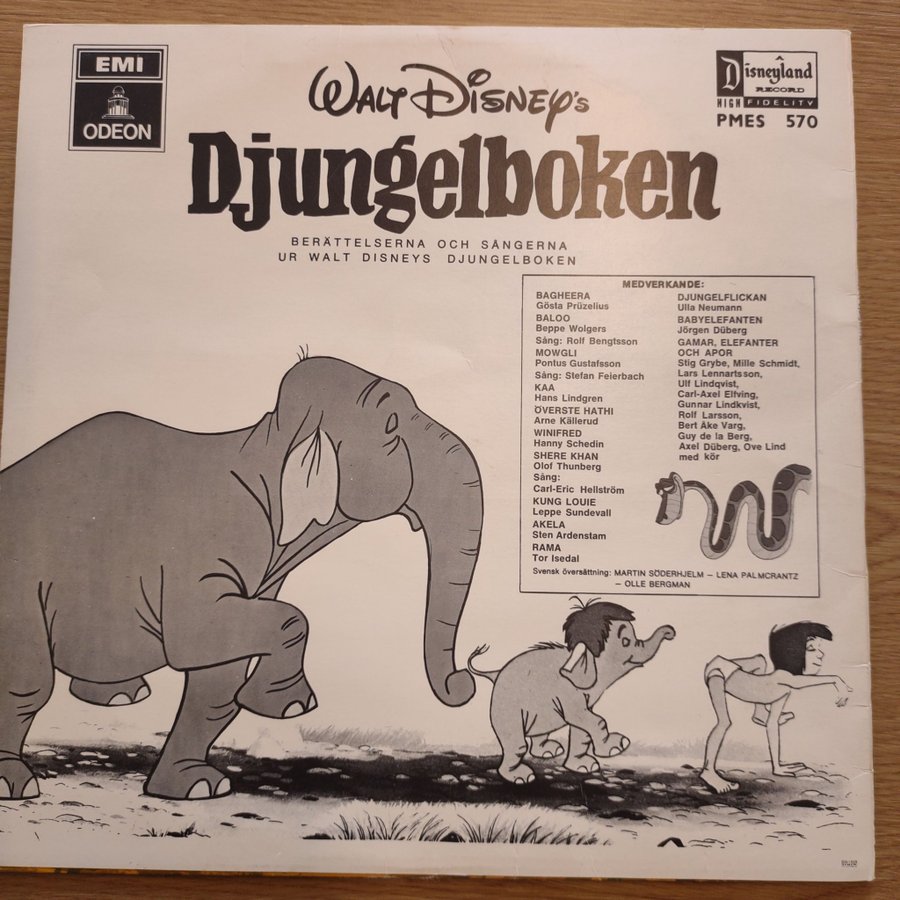 EMI
ODEON
WALT DISNEY's
Djungelboken
BERÄTTELSERNA OCH SÅNGERNA
UR WALT DISNEYS DJUNGELBOKEN
Disneyland
RECORD
HIGH FIDELITY
PMES 570
MEDVERKANDE:
BAGHEERA
Gösta Prüzelius
BALOO
Beppe Wolgers
Sång: Rolf Bengtsson
MOWGLI
Pontus Gustafsson
Sång: Stefan Feierbach
KAA
Hans Lindgren
ÖVERSTE HATHI
Arne Källerud
WINIFRED
Hanny Schedin
SHERE KHAN
Olof Thunberg
Sång:
Carl-Eric Hellström
KUNG LOUIE
Leppe Sundevall
AKELA
Sten Ardenstam
RAMA
Tor Isedal
DJUNGELFLICKAN
Ulla Neumann
BABYELEFANTEN
Jörgen Düberg
GAMAR, ELEFANTER
OCH APOR
Stig Grybe, Mille Schmidt,
Lars Lennartsson,
Ulf Lindqvist,
Carl-Axel Elfving,
Gunnar Lindkvist,
Rolf Larsson,
Bert Åke Varg,
Guy de la Berg,
Axel Düberg, Ove Lind
med kör
Svensk översättning: MARTIN SÖDERHJELM – LENA PALMCRANTZ
– OLLE BERGMAN